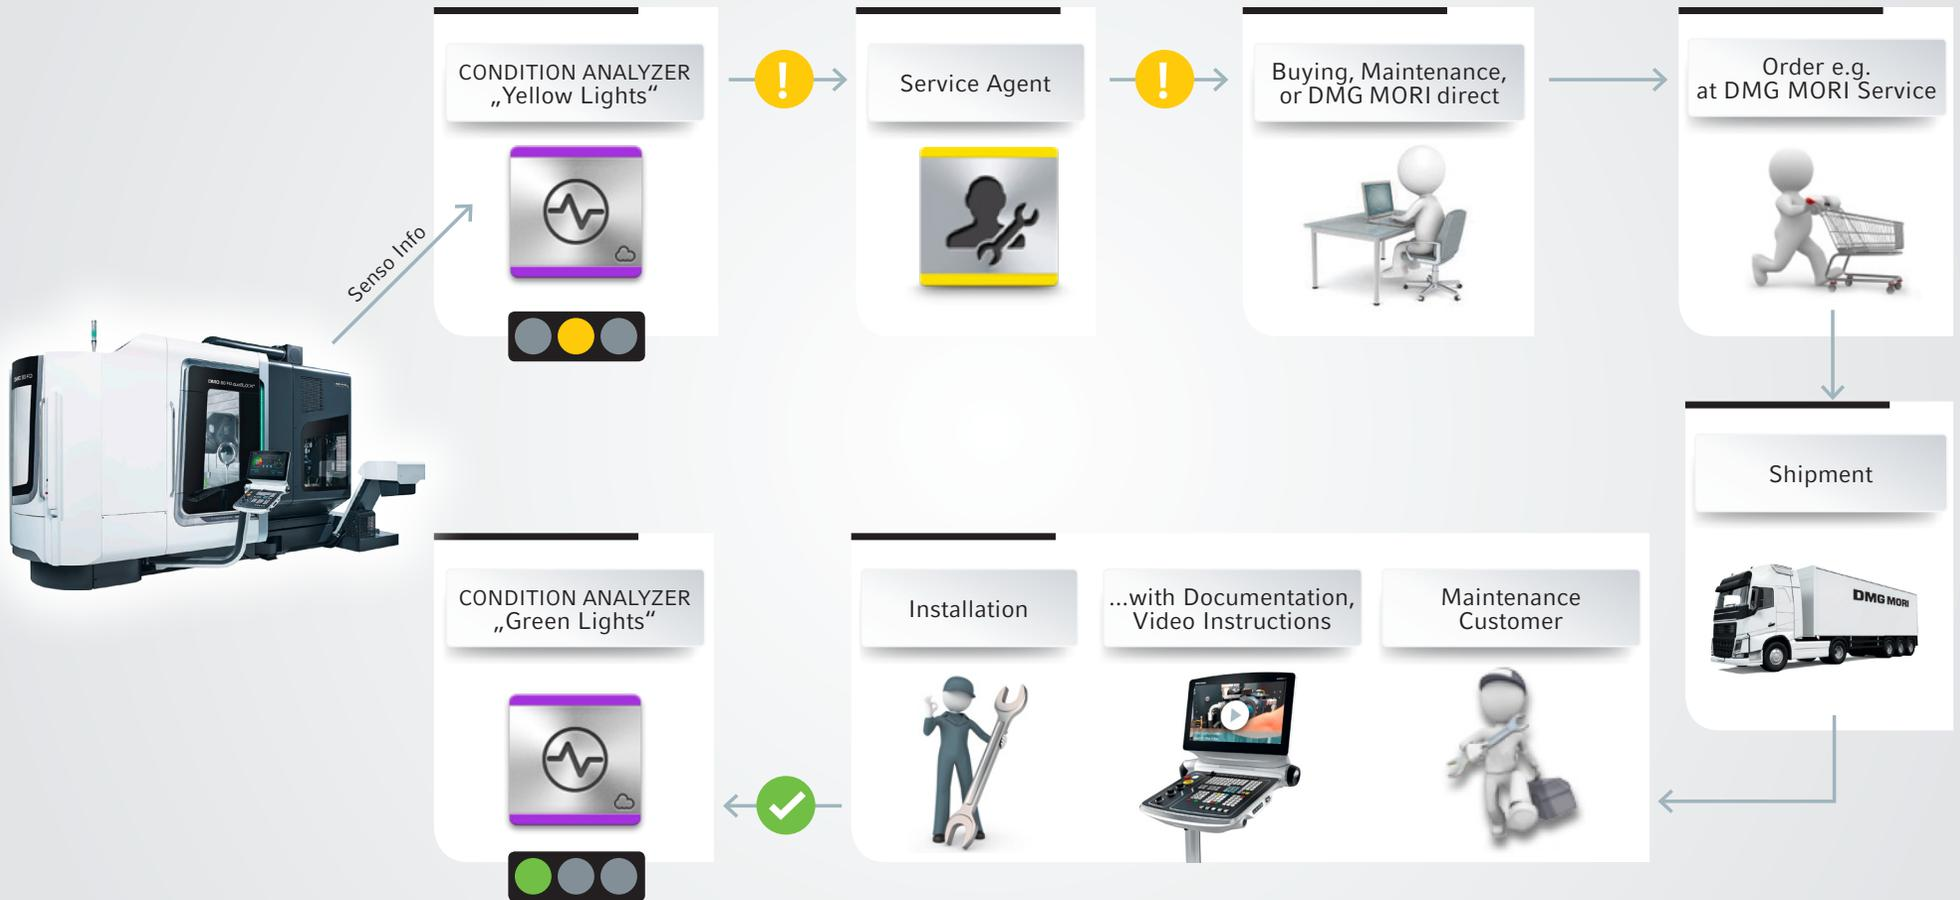 CONDITION ANALYZER
„Yellow Lights“
Service Agent
Buying, Maintenance,
or DMG MORI direct
Order e.g.
at DMG MORI Service
Senso Info
Shipment
DMG MORI
CONDITION ANALYZER
„Green Lights“
Installation
...with Documentation,
Video Instructions
Maintenance
Customer